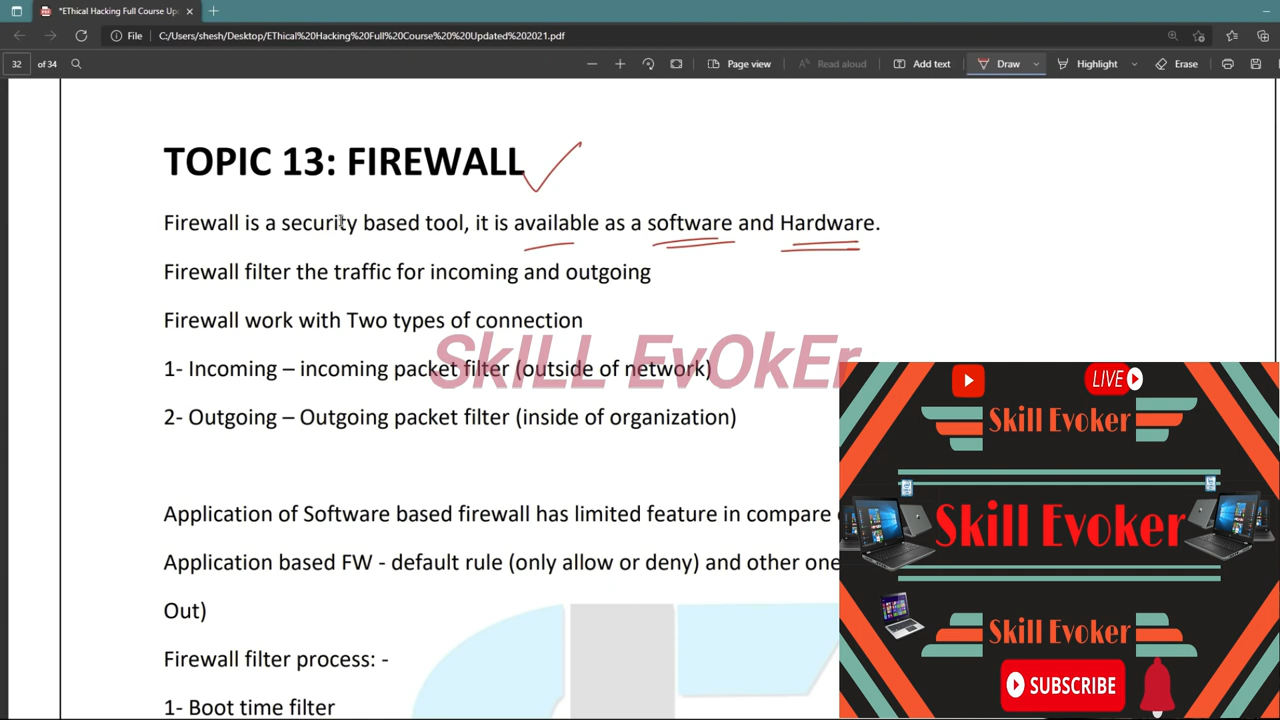 *EThical Hacking Full Course Up
File
C:/Users/shesh/Desktop/EThical%20Hacking%20Full%20Course%20%20Updated%202021.pdf
32 of 34
Page view
Read aloud
Add text
Draw
Highlight
Erase
TOPIC 13: FIREWALL
Firewall is a security based tool, it is available as a software and Hardware.
Firewall filter the traffic for incoming and outgoing
Firewall work with Two types of connection
SkILL EvOkEr
1- Incoming – incoming packet filter (outside of network)
2- Outgoing – Outgoing packet filter (inside of organization)
Application of Software based firewall has limited feature in compare
Application based FW - default rule (only allow or deny) and other one
Out)
Firewall filter process: -
1- Boot time filter
LIVE
Skill Evoker
Skill Evoker
Skill Evoker
SUBSCRIBE